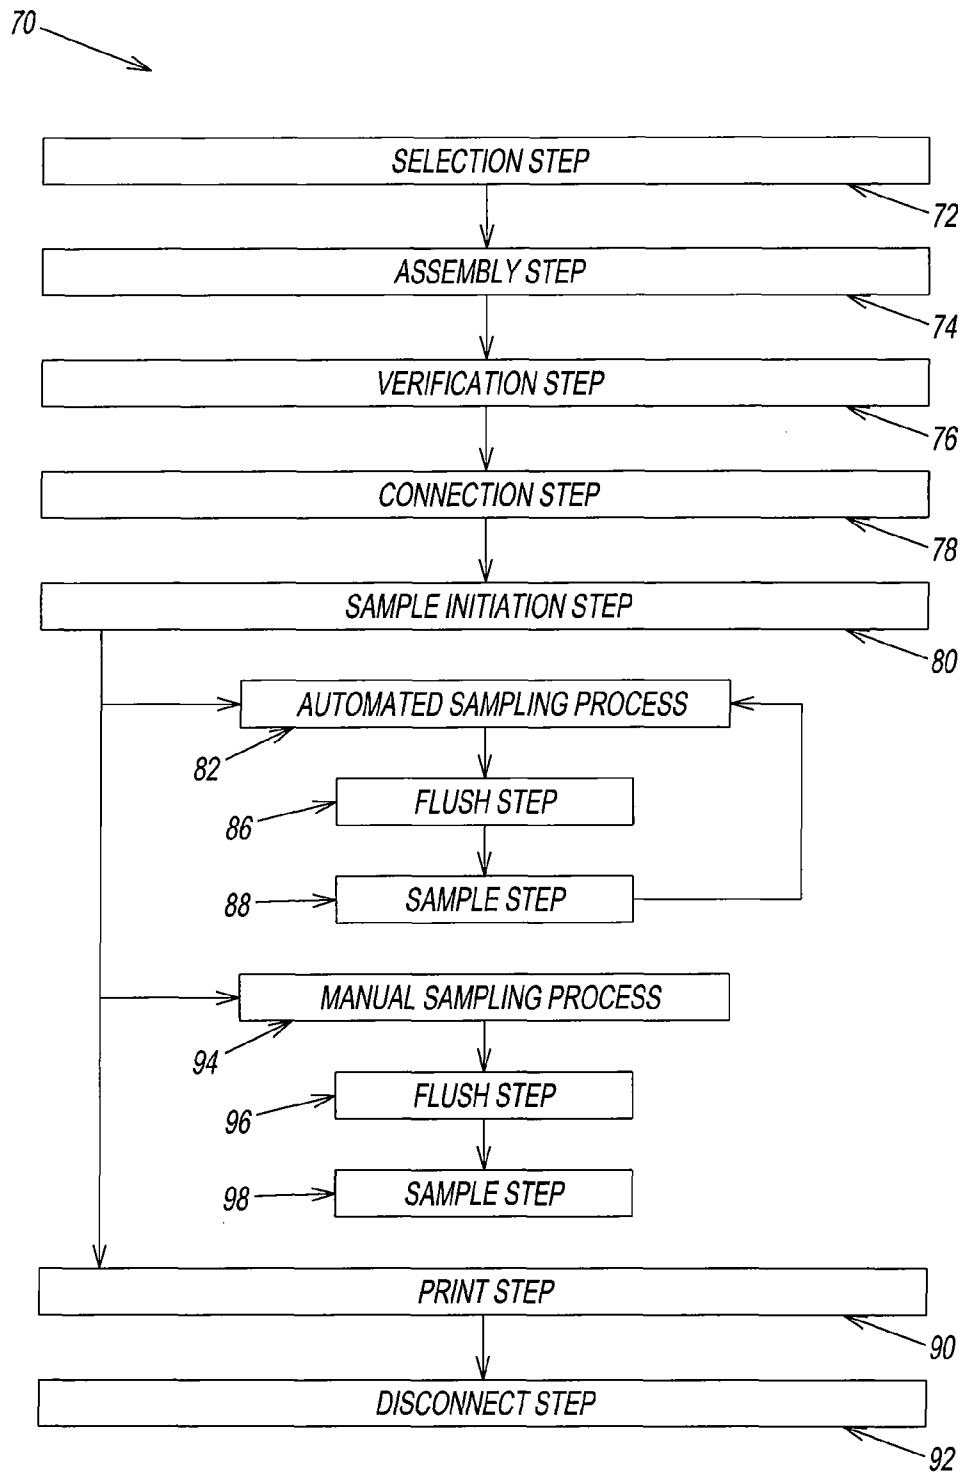 70
SELECTION STEP
72
ASSEMBLY STEP
74
VERIFICATION STEP
76
CONNECTION STEP
78
SAMPLE INITIATION STEP
80
AUTOMATED SAMPLING PROCESS
82
FLUSH STEP
86
SAMPLE STEP
88
MANUAL SAMPLING PROCESS
94
FLUSH STEP
96
SAMPLE STEP
98
PRINT STEP
90
DISCONNECT STEP
92